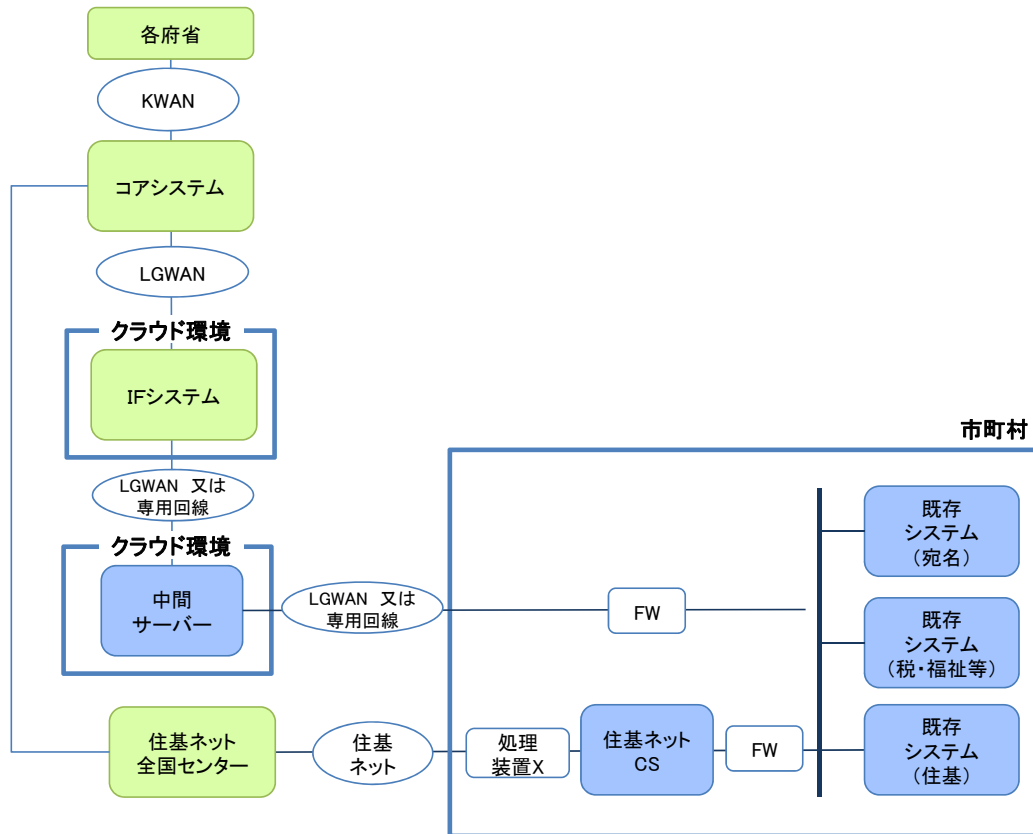 各府省
KWAN
コアシステム
LGWAN
クラウド環境
IFシステム
LGWAN 又は
専用回線
クラウド環境
中間
サーバー
LGWAN 又は
専用回線
住基ネット
全国センター
住基
ネット
市町村
FW
処理
装置X
住基ネット
CS
FW
既存
システム
(宛名)
既存
システム
(税・福祉等)
既存
システム
(住基)